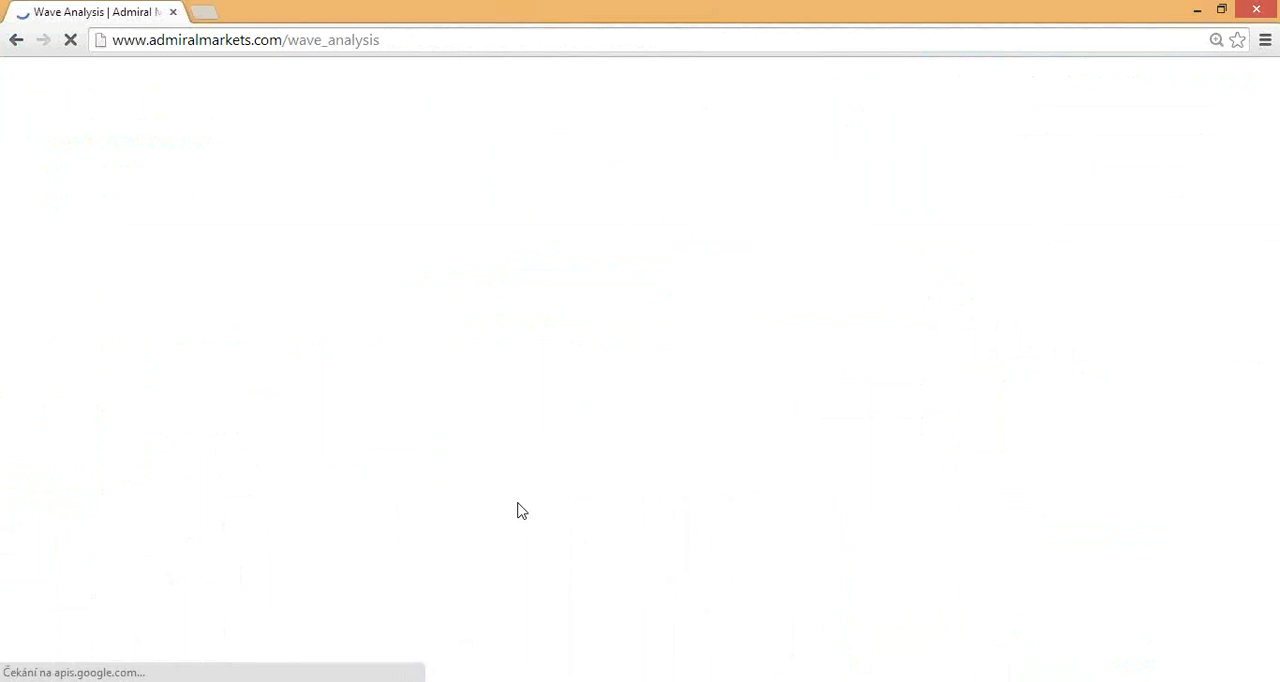 Wave Analysis | Admiral M
www.admiralmarkets.com/wave_analysis
Čekání na apis.google.com...